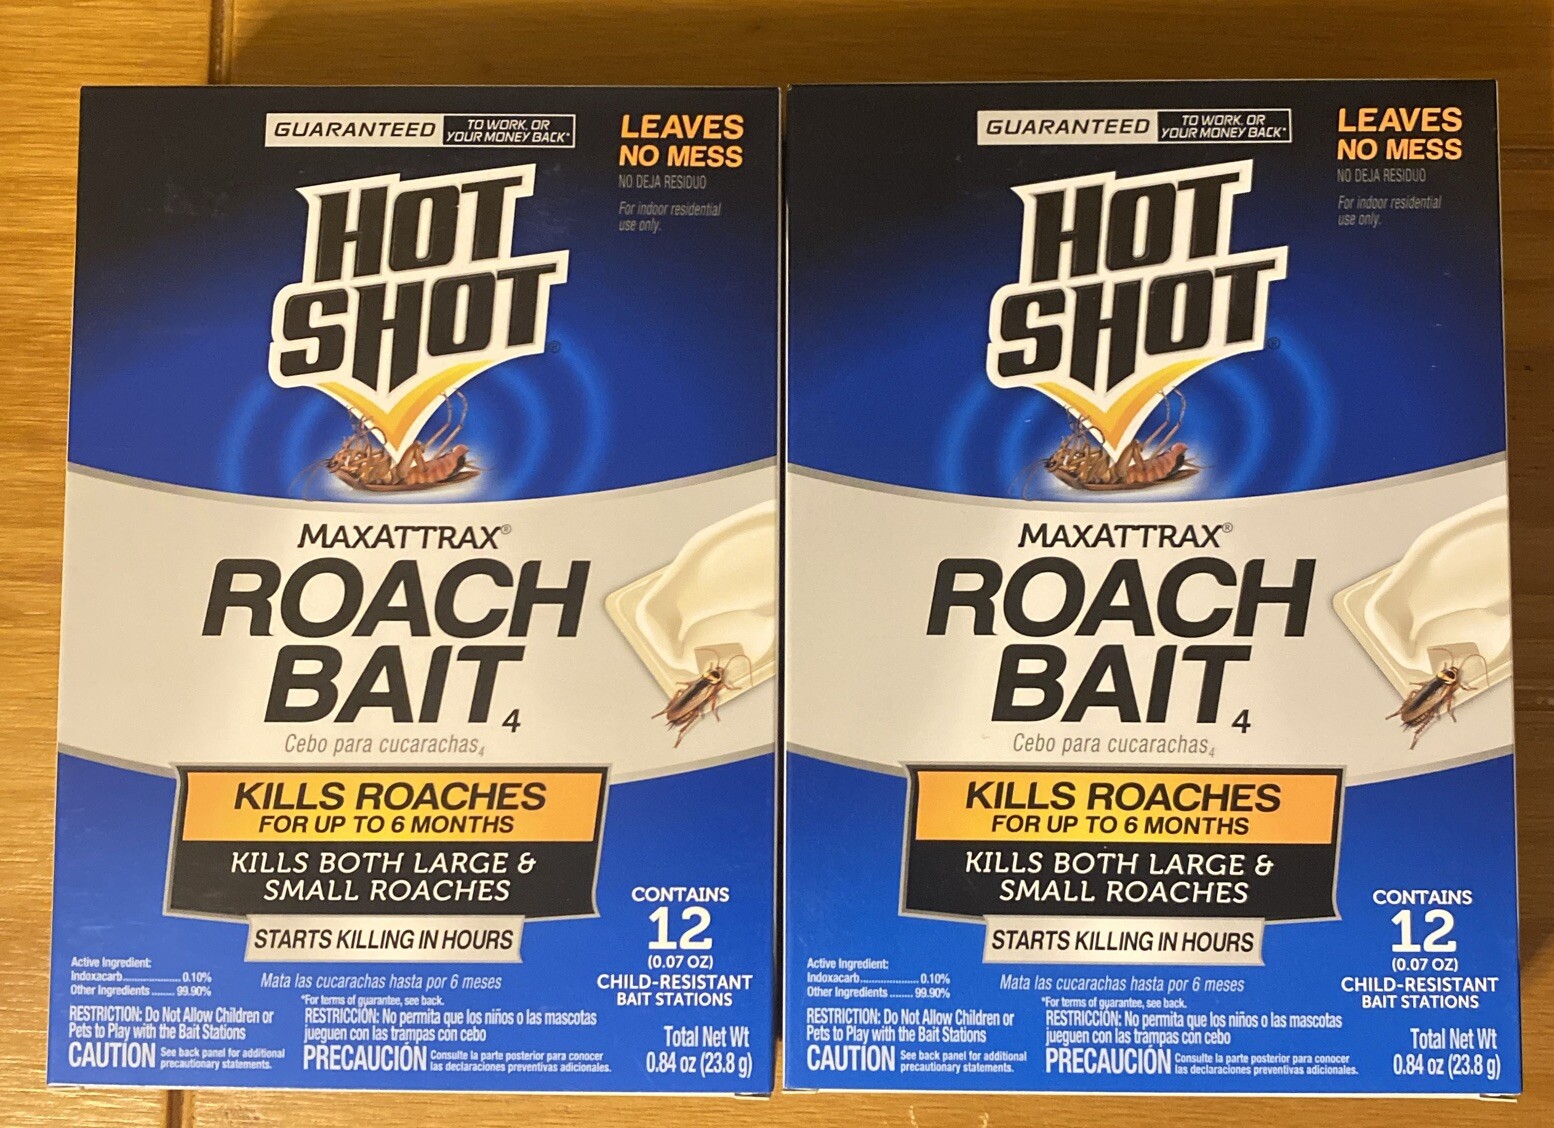 GUARANTEED TO WORK, OR
YOUR MONEY BACK*
LEAVES
NO MESS
NO DEJA RESIDUO
For indoor residential
use only.
HOT
SHOT®
MAXATTRAX®
ROACH
BAIT4
Cebo para cucarachas4
KILLS ROACHES
FOR UP TO 6 MONTHS
KILLS BOTH LARGE &
SMALL ROACHES
STARTS KILLING IN HOURS
CONTAINS
12
(0.07 OZ)
CHILD-RESISTANT
BAIT STATIONS
Active Ingredient:
Indoxacarb.................. 0.10%
Other Ingredients ....... 99.90%
Mata las cucarachas hasta por 6 meses
*For terms of guarantee, see back.
RESTRICTION: Do Not Allow Children or
Pets to Play with the Bait Stations
RESTRICCIÓN: No permita que los niños o las mascotas
jueguen con las trampas con cebo
CAUTION See back panel for additional
precautionary statements.
PRECAUCIÓN Consulte la parte posterior para conocer
las declaraciones preventivas adicionales.
Total Net Wt
0.84 oz (23.8 g)
GUARANTEED TO WORK, OR
YOUR MONEY BACK*
LEAVES
NO MESS
NO DEJA RESIDUO
For indoor residential
use only.
HOT
SHOT®
MAXATTRAX®
ROACH
BAIT4
Cebo para cucarachas4
KILLS ROACHES
FOR UP TO 6 MONTHS
KILLS BOTH LARGE &
SMALL ROACHES
STARTS KILLING IN HOURS
CONTAINS
12
(0.07 OZ)
CHILD-RESISTANT
BAIT STATIONS
Active Ingredient:
Indoxacarb.................. 0.10%
Other Ingredients ....... 99.90%
Mata las cucarachas hasta por 6 meses
*For terms of guarantee, see back.
RESTRICTION: Do Not Allow Children or
Pets to Play with the Bait Stations
RESTRICCIÓN: No permita que los niños o las mascotas
jueguen con las trampas con cebo
CAUTION See back panel for additional
precautionary statements.
PRECAUCIÓN Consulte la parte posterior para conocer
las declaraciones preventivas adicionales.
Total Net Wt
0.84 oz (23.8 g)